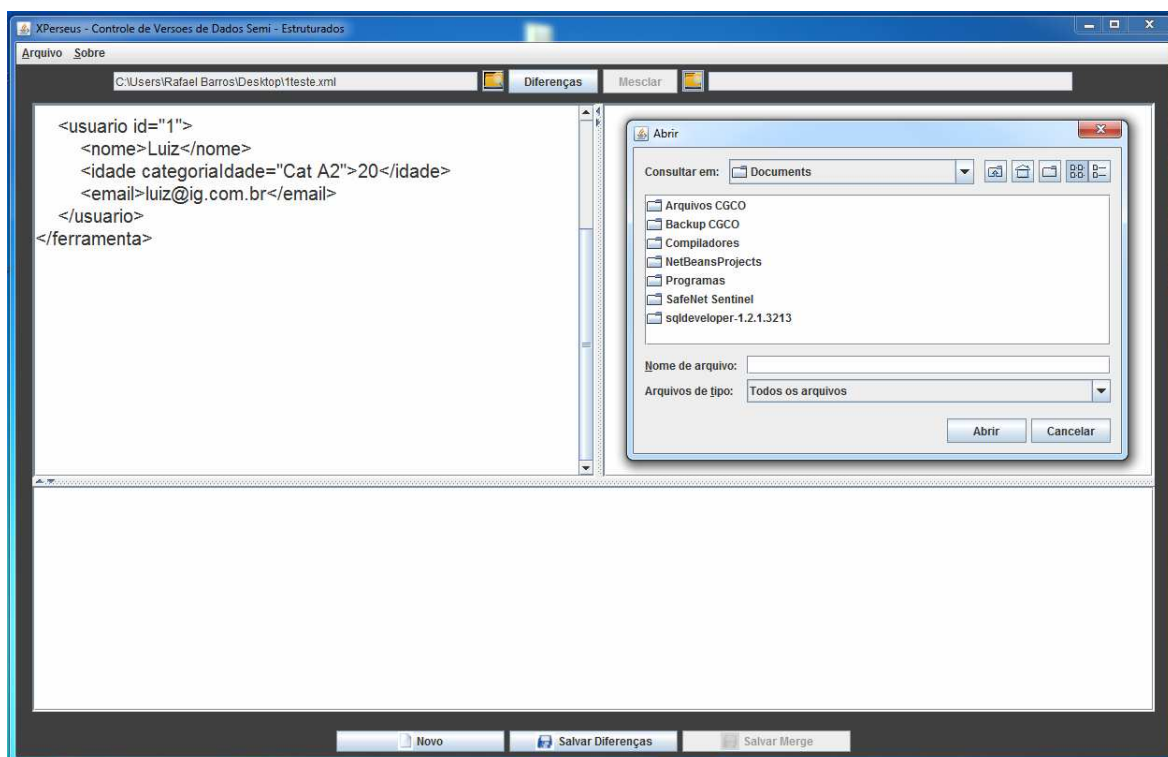 XPerseus - Controle de Versoes de Dados Semi - Estruturados
Arquivo Sobre
C:\Users\Rafael Barros\Desktop\1teste.xml Diferenças Mesclar
<usuario id="1">
<nome>Luiz</nome>
<idade categoriaIdade="Cat A2">20</idade>
<email>luiz@ig.com.br</email>
</usuario>
</ferramenta>
Abrir
Consultar em: Documents
Arquivos CGCO
Backup CGCO
Compiladores
NetBeansProjects
Programas
SafeNet Sentinel
sqldeveloper-1.2.1.3213
Nome de arquivo:
Arquivos de tipo: Todos os arquivos
Abrir Cancelar
Novo Salvar Diferenças Salvar Merge